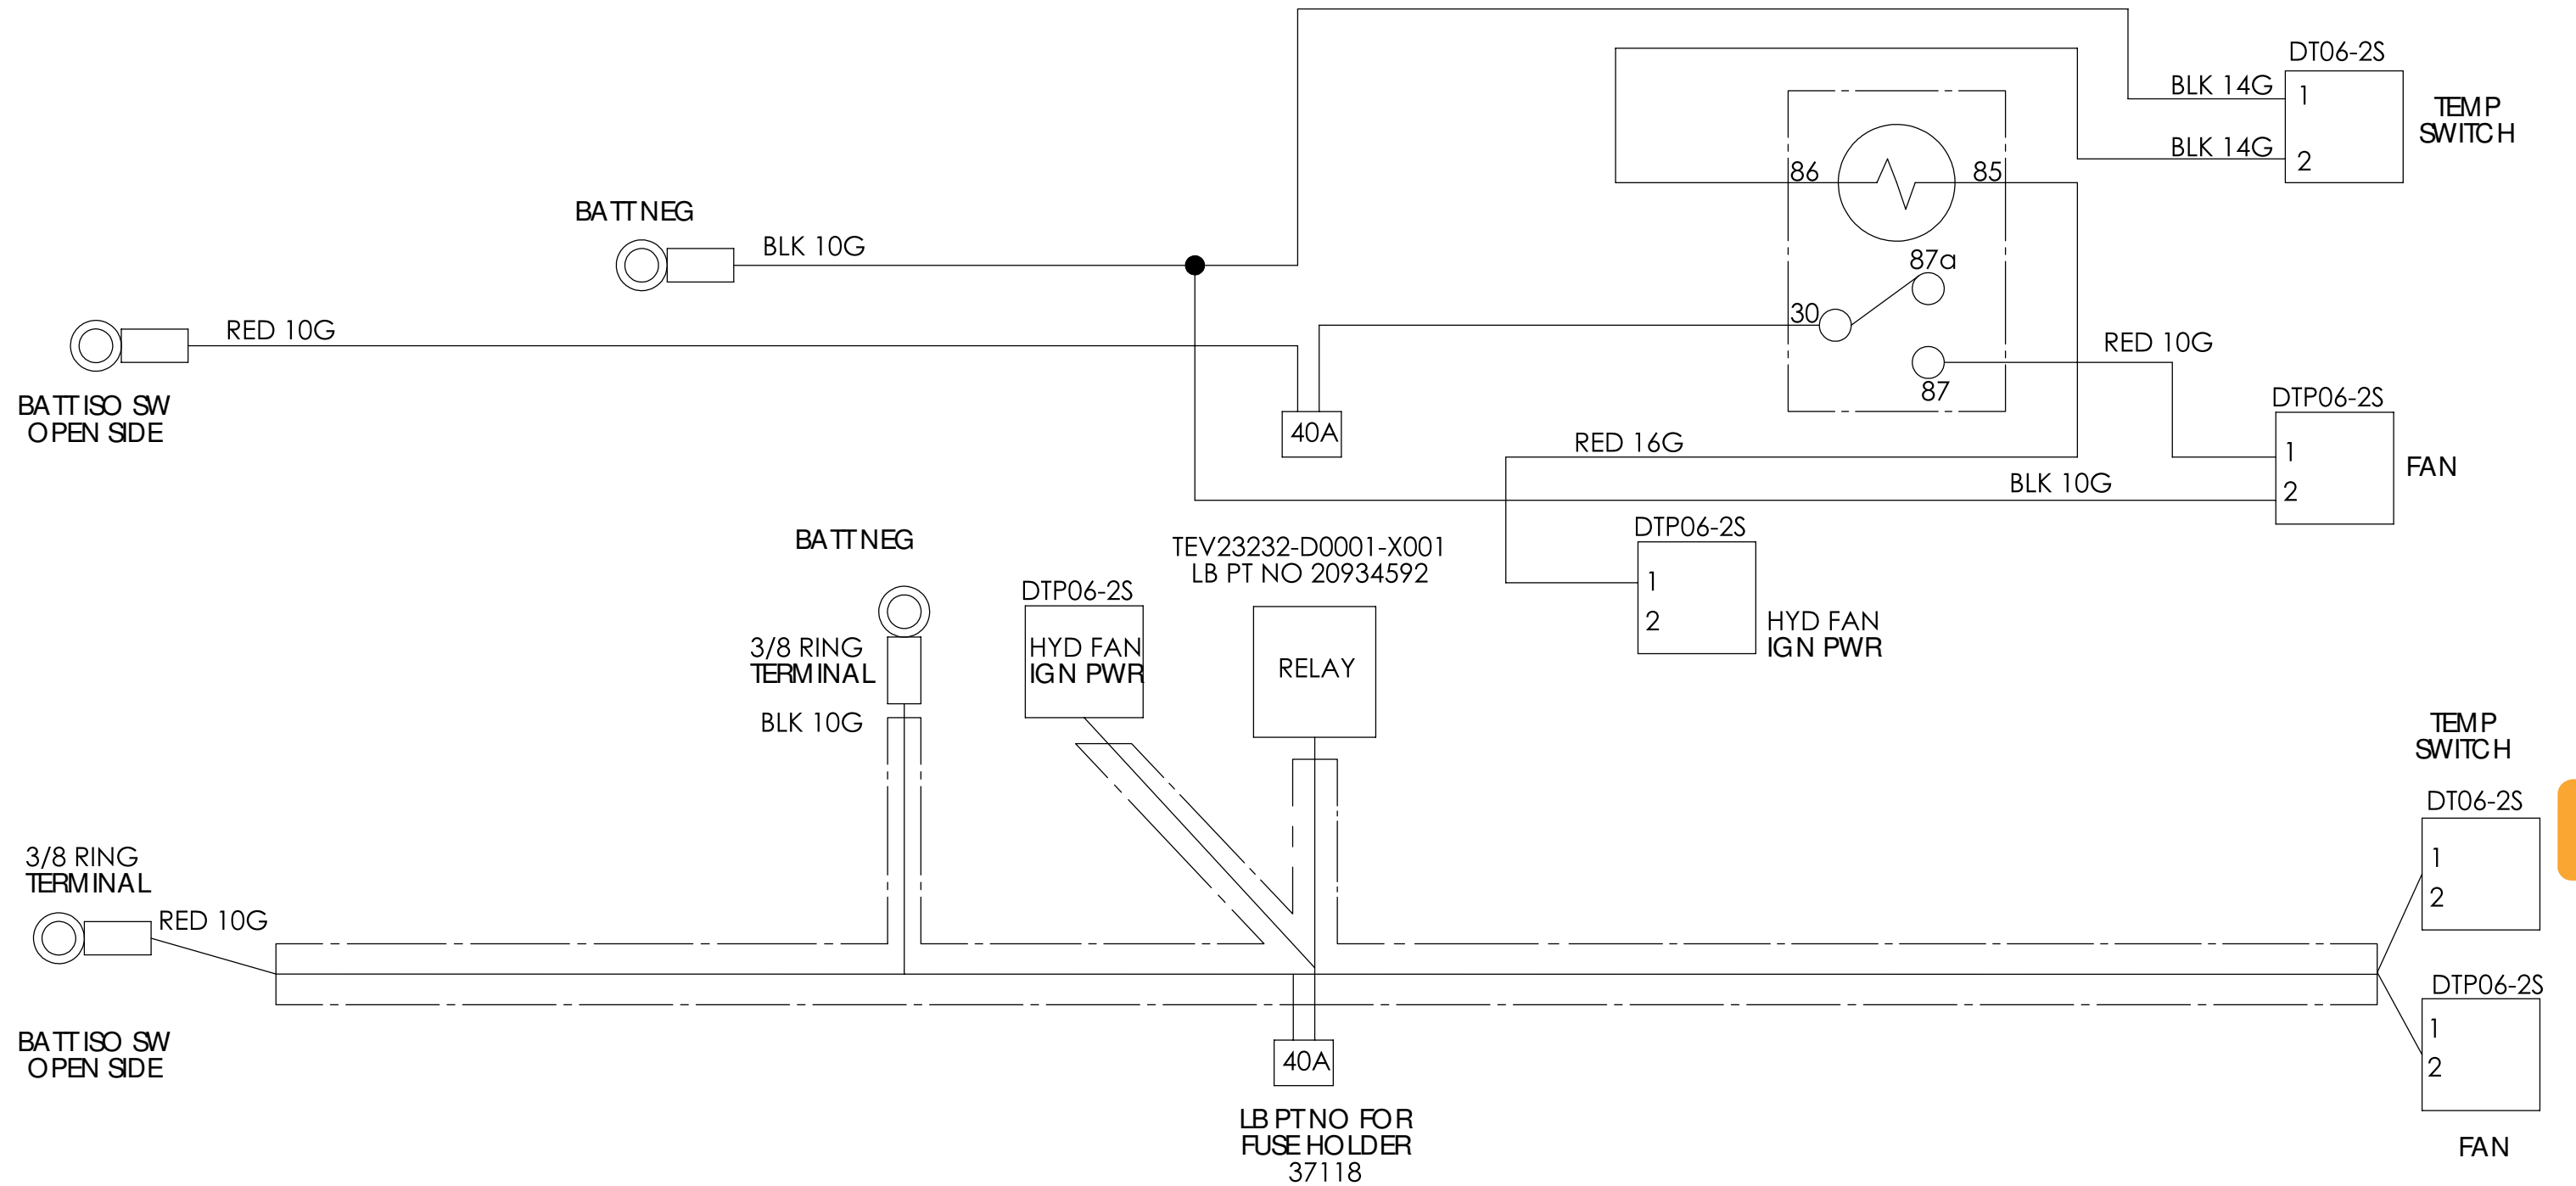 DT06-2S
BLK 14G
1
TEMP
SWITCH
BLK 14G
2
86
85
BATT NEG
BLK 10G
87a
30
RED 10G
RED 10G
87
BATT ISO SW
OPEN SIDE
DTP06-2S
40A
RED 16G
1
FAN
BLK 10G
2
BATT NEG
TEV23232-D0001-X001
LB PT NO 20934592
DTP06-2S
1
2
HYD FAN
IGN PWR
DTP06-2S
3/8 RING
TERMINAL
HYD FAN
IGN PWR
RELAY
BLK 10G
TEMP
SWITCH
DT06-2S
1
2
3/8 RING
TERMINAL
RED 10G
DTP06-2S
1
2
BATT ISO SW
OPEN SIDE
40A
LB PT NO FOR
FUSE HOLDER
37118
FAN